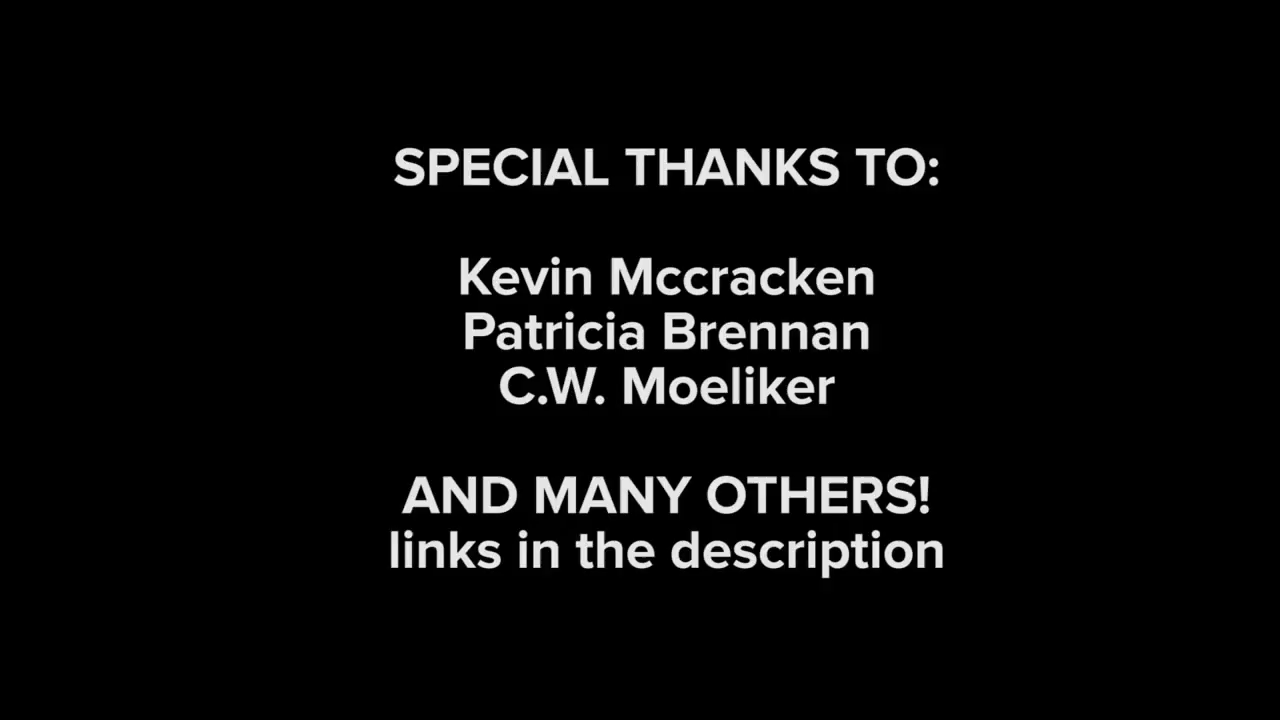 SPECIAL THANKS TO:
Kevin Mccracken
Patricia Brennan
C.W. Moeliker
AND MANY OTHERS!
links in the description